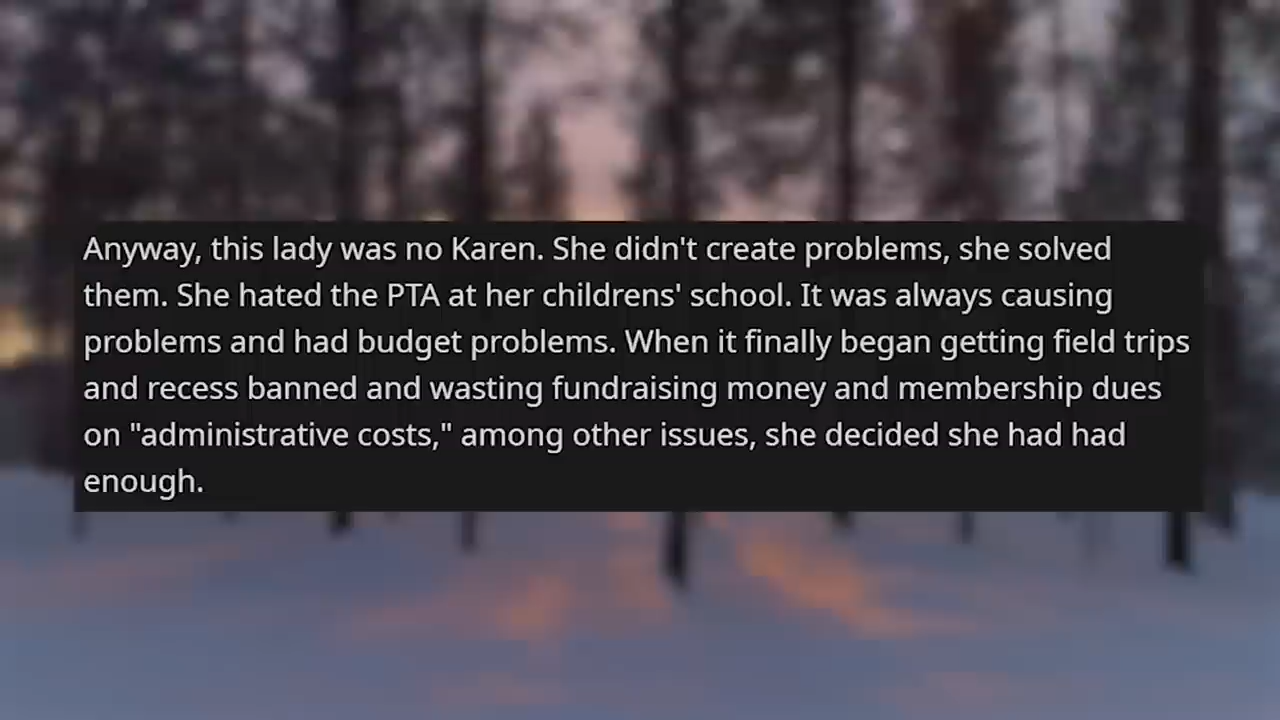 Anyway, this lady was no Karen. She didn't create problems, she solved
them. She hated the PTA at her childrens' school. It was always causing
problems and had budget problems. When it finally began getting field trips
and recess banned and wasting fundraising money and membership dues
on "administrative costs," among other issues, she decided she had had
enough.